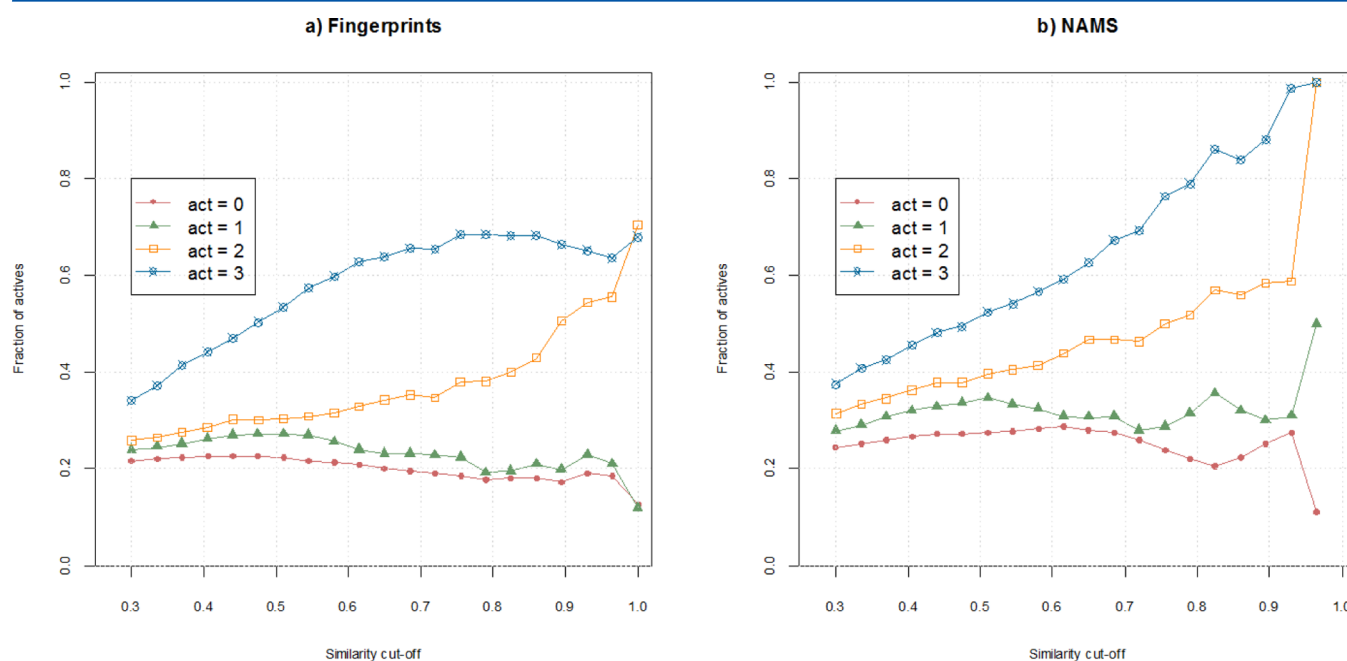 a) Fingerprints
1.0
0.8
0.6
0.4
0.2
0.0
Fraction of actives
act = 0
act = 1
act = 2
act = 3
0.3 0.4 0.5 0.6 0.7 0.8 0.9 1.0
Similarity cut-off
b) NAMS
1.0
0.8
0.6
0.4
0.2
0.0
Fraction of actives
act = 0
act = 1
act = 2
act = 3
0.3 0.4 0.5 0.6 0.7 0.8 0.9 1.0
Similarity cut-off